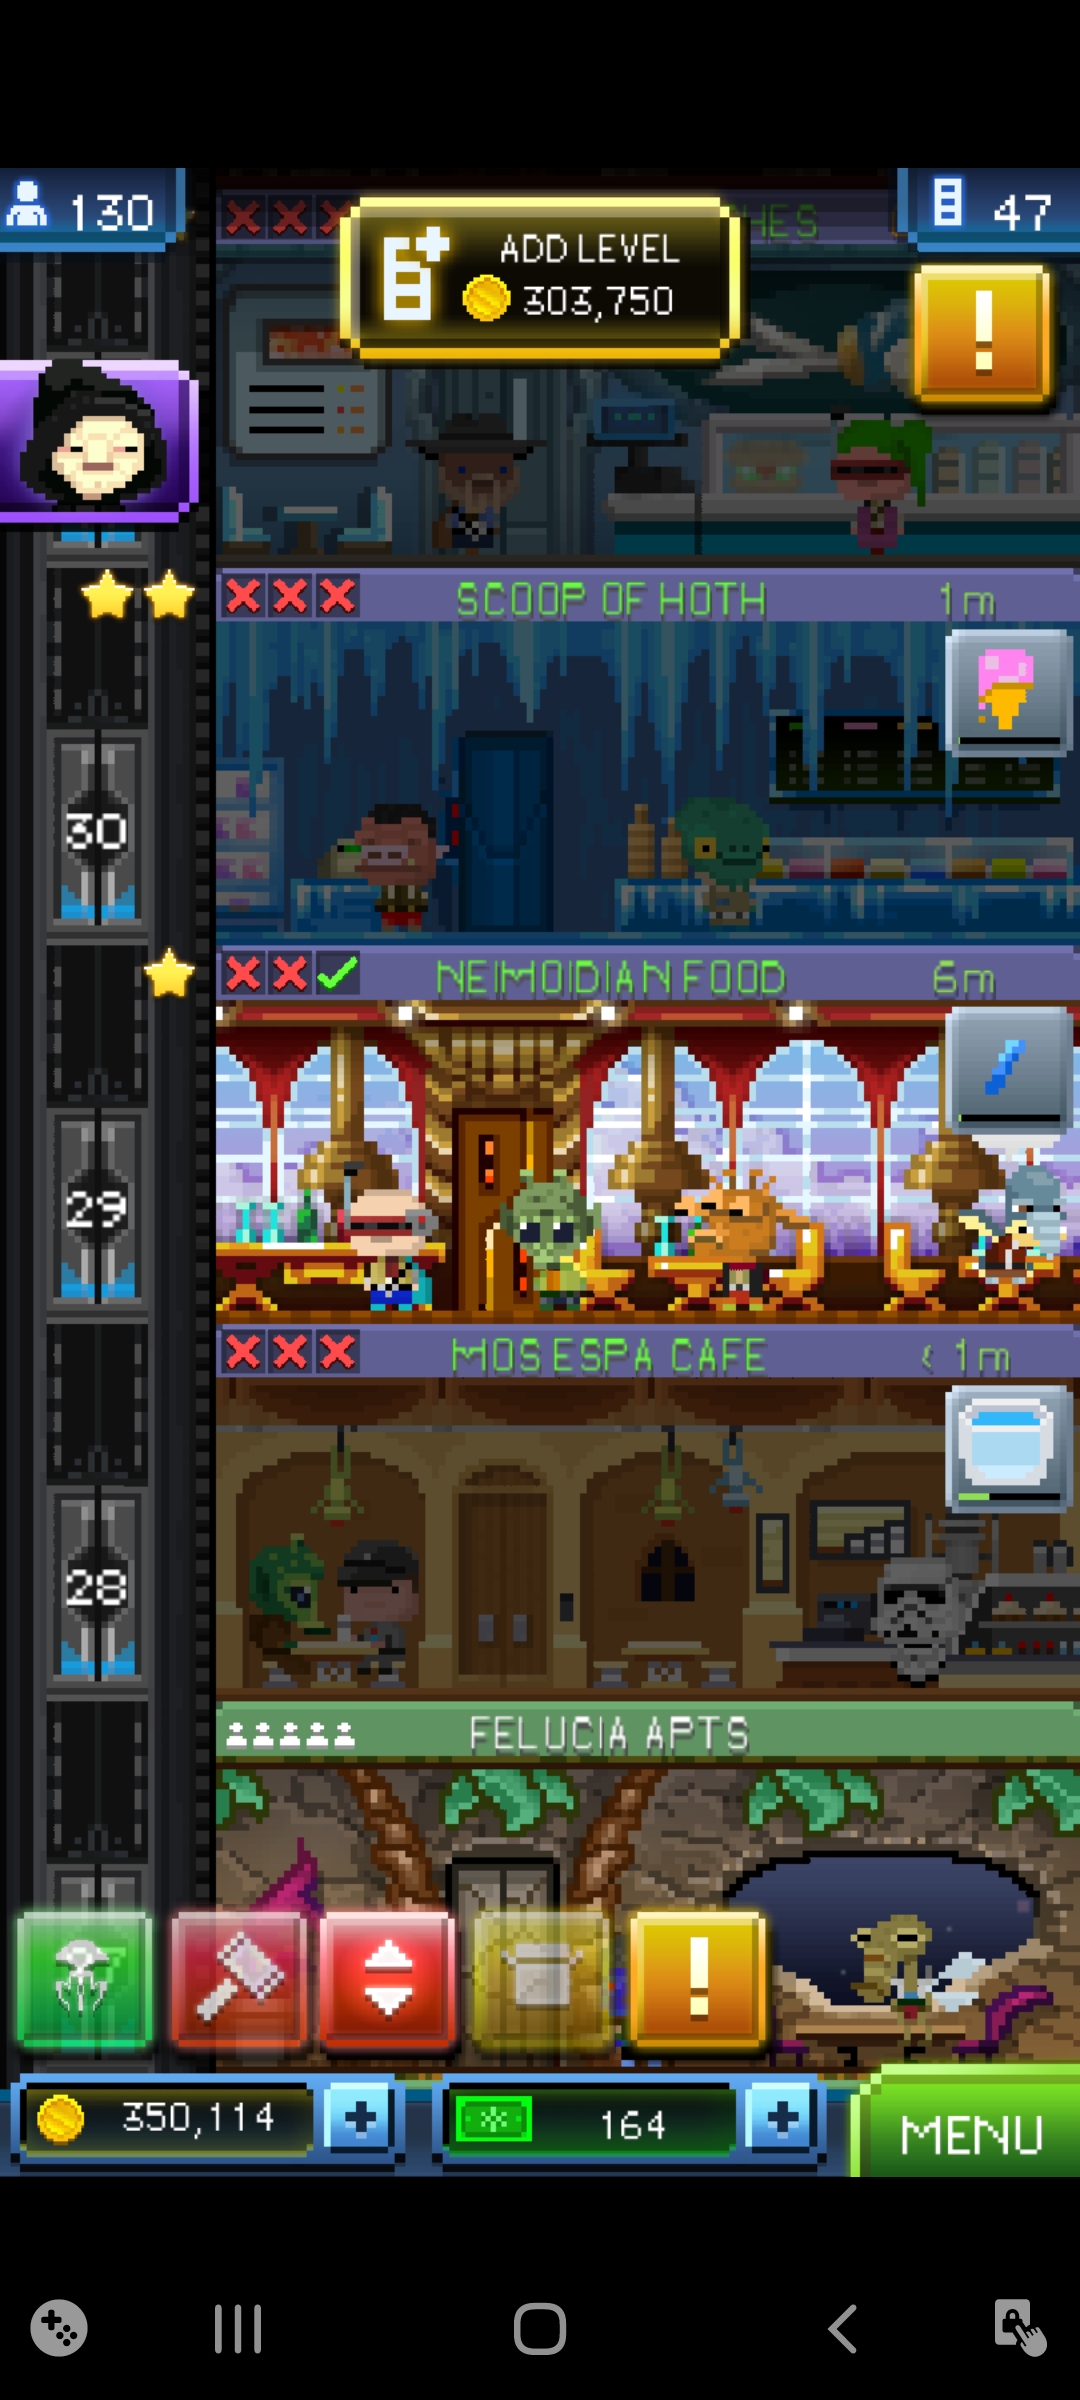 130
47
ADD LEVEL
303,750
SCOOP OF HOTH 1m
30
NEIMOIDIAN FOOD 6m
29
MOS ESPA CAFE < 1m
28
FELUCIA APTS
350,114
164
MENU